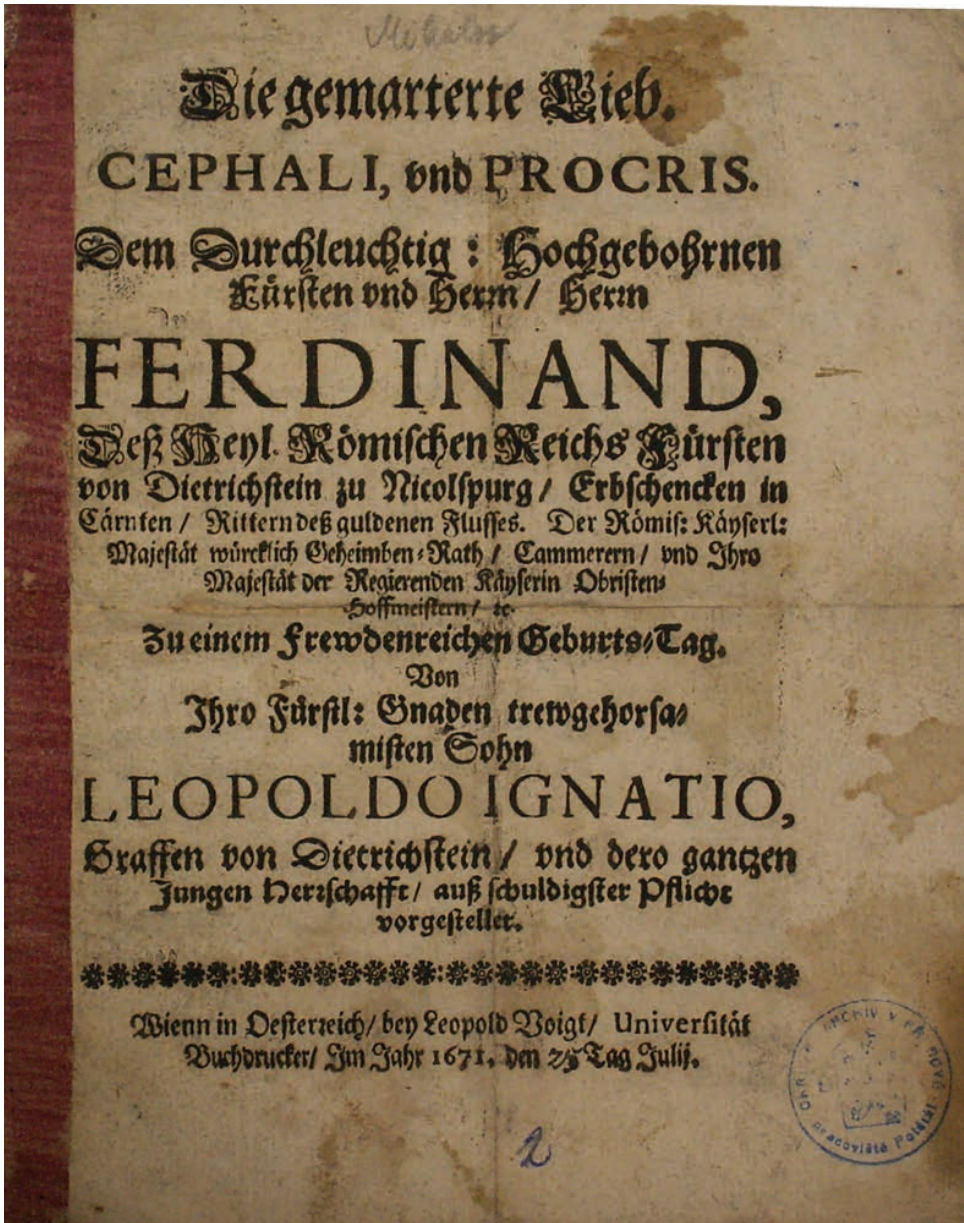 Die gemarterte Lieb.
CEPHALI, vnd PROCRIS.
Dem Durchleuchtig: Hochgebohrnen
Fürsten vnd Herrn/ Herrn
FERDINAND,
Deß Heyl. Römischen Reichs Fürsten
von Dietrichstein zu Nicolspurg/ Erbschencken in
Cärnten/ Rittern deß guldenen Flusses. Der Römis: Käyserl:
Majestät würcklich Geheimben-Rath/ Cammerern/ vnd Ihro
Majestät der Regierenden Käyserin Obristen-
Hoffmeistern/ ꝛc.
Zu einem Frewdenreichen Geburts-Tag.
Von
Ihro Fürstl: Gnaden trewgehorsa-
misten Sohn
LEOPOLDO IGNATIO,
Graffen von Dietrichstein/ vnd dero gantzen
Jungen Herrschafft/ auß schuldigster Pflicht
vorgestellet.
Wienn in Oesterreich/ bey Leopold Voigt/ Universität
Buchdrucker/ Im Jahr 1671. den Tag Julij.
ARCHIV V
pracoviště
2